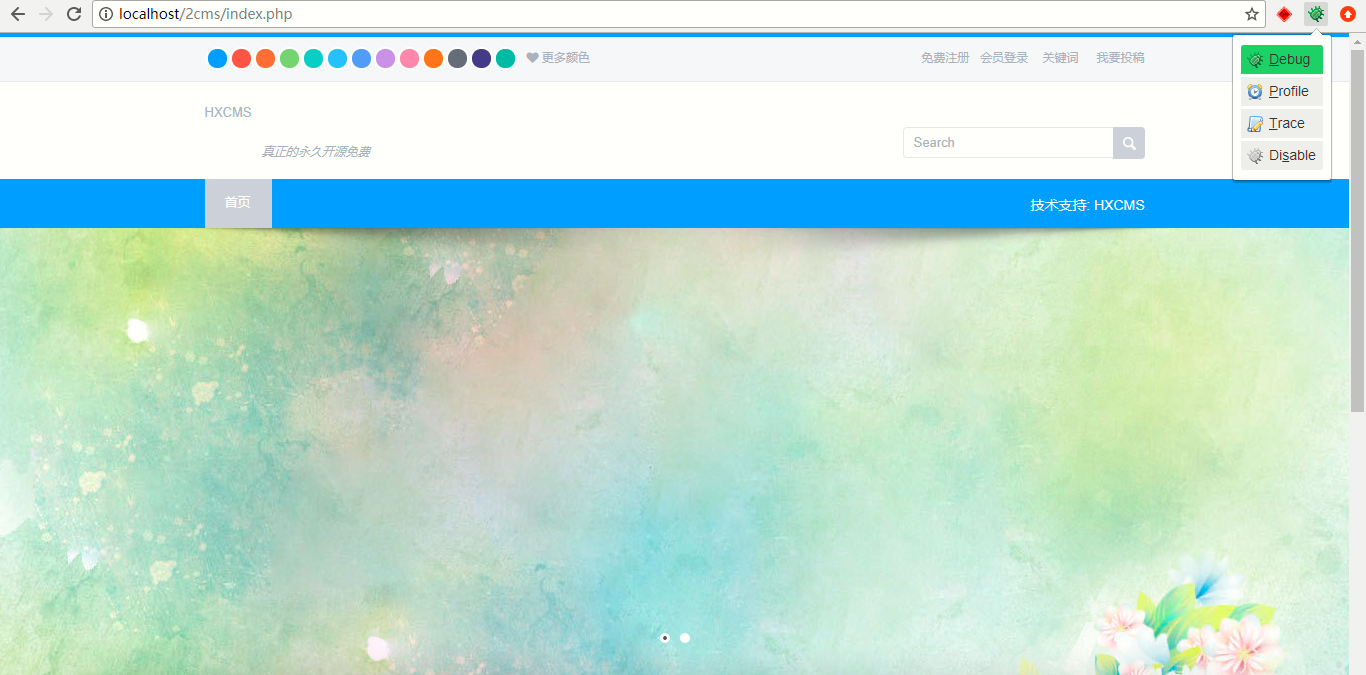 localhost/2cms/index.php
更多颜色
免费注册 会员登录 关键词 我要投稿
Debug
Profile
Trace
Disable
HXCMS
真正的永久开源免费
Search
首页
技术支持: HXCMS